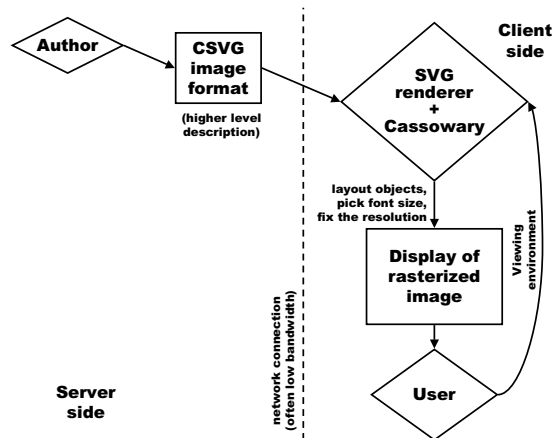 Author
CSVG
image
format
(higher level
description)
Client
side
SVG
renderer
+
Cassowary
layout objects,
pick font size,
fix the resolution
Display of
rasterized
image
Viewing
environment
network connection
(often low bandwidth)
User
Server
side